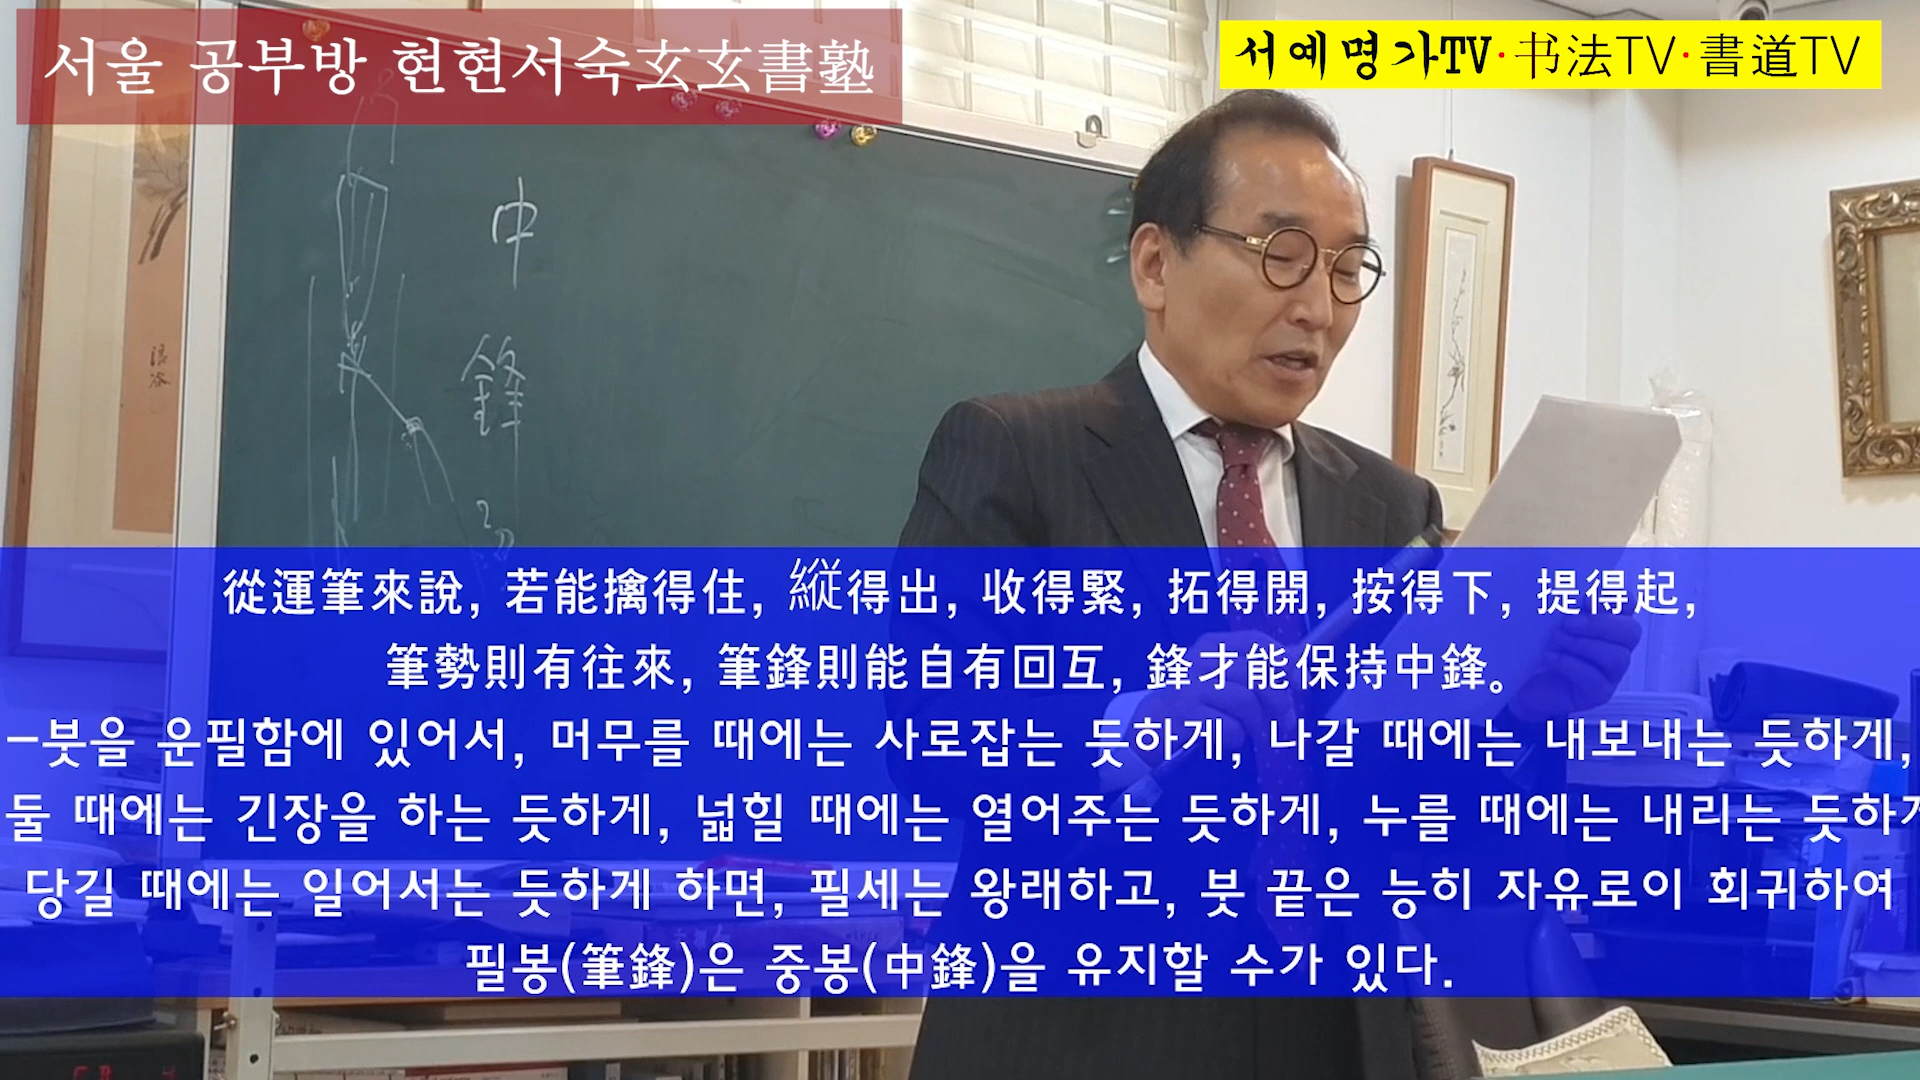 서울 공부방 현현서숙玄玄書塾
서예명가TV·书法TV·書道TV
中
鋒
浪谷
從運筆來說, 若能擒得住, 縦得出, 收得緊, 拓得開, 按得下, 提得起,
筆勢則有往來, 筆鋒則能自有回互, 鋒才能保持中鋒。
-붓을 운필함에 있어서, 머무를 때에는 사로잡는 듯하게, 나갈 때에는 내보내는 듯하게,
둘 때에는 긴장을 하는 듯하게, 넓힐 때에는 열어주는 듯하게, 누를 때에는 내리는 듯하게
당길 때에는 일어서는 듯하게 하면, 필세는 왕래하고, 붓 끝은 능히 자유로이 회귀하여
필봉(筆鋒)은 중봉(中鋒)을 유지할 수가 있다.